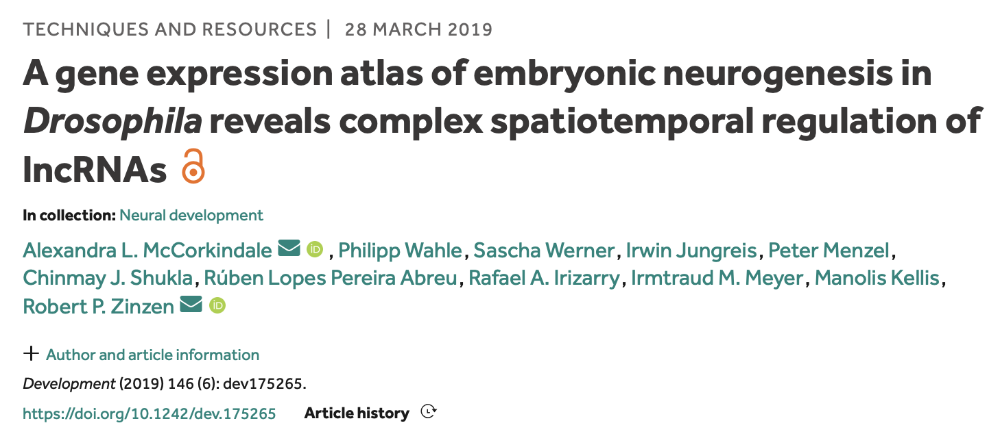 TECHNIQUES AND RESOURCES | 28 MARCH 2019
A gene expression atlas of embryonic neurogenesis in
Drosophila reveals complex spatiotemporal regulation of
lncRNAs
In collection: Neural development
Alexandra L. McCorkindale iD , Philipp Wahle, Sascha Werner, Irwin Jungreis, Peter Menzel,
Chinmay J. Shukla, Rúben Lopes Pereira Abreu, Rafael A. Irizarry, Irmtraud M. Meyer, Manolis Kellis,
Robert P. Zinzen iD
+ Author and article information
Development (2019) 146 (6): dev175265.
https://doi.org/10.1242/dev.175265 Article history